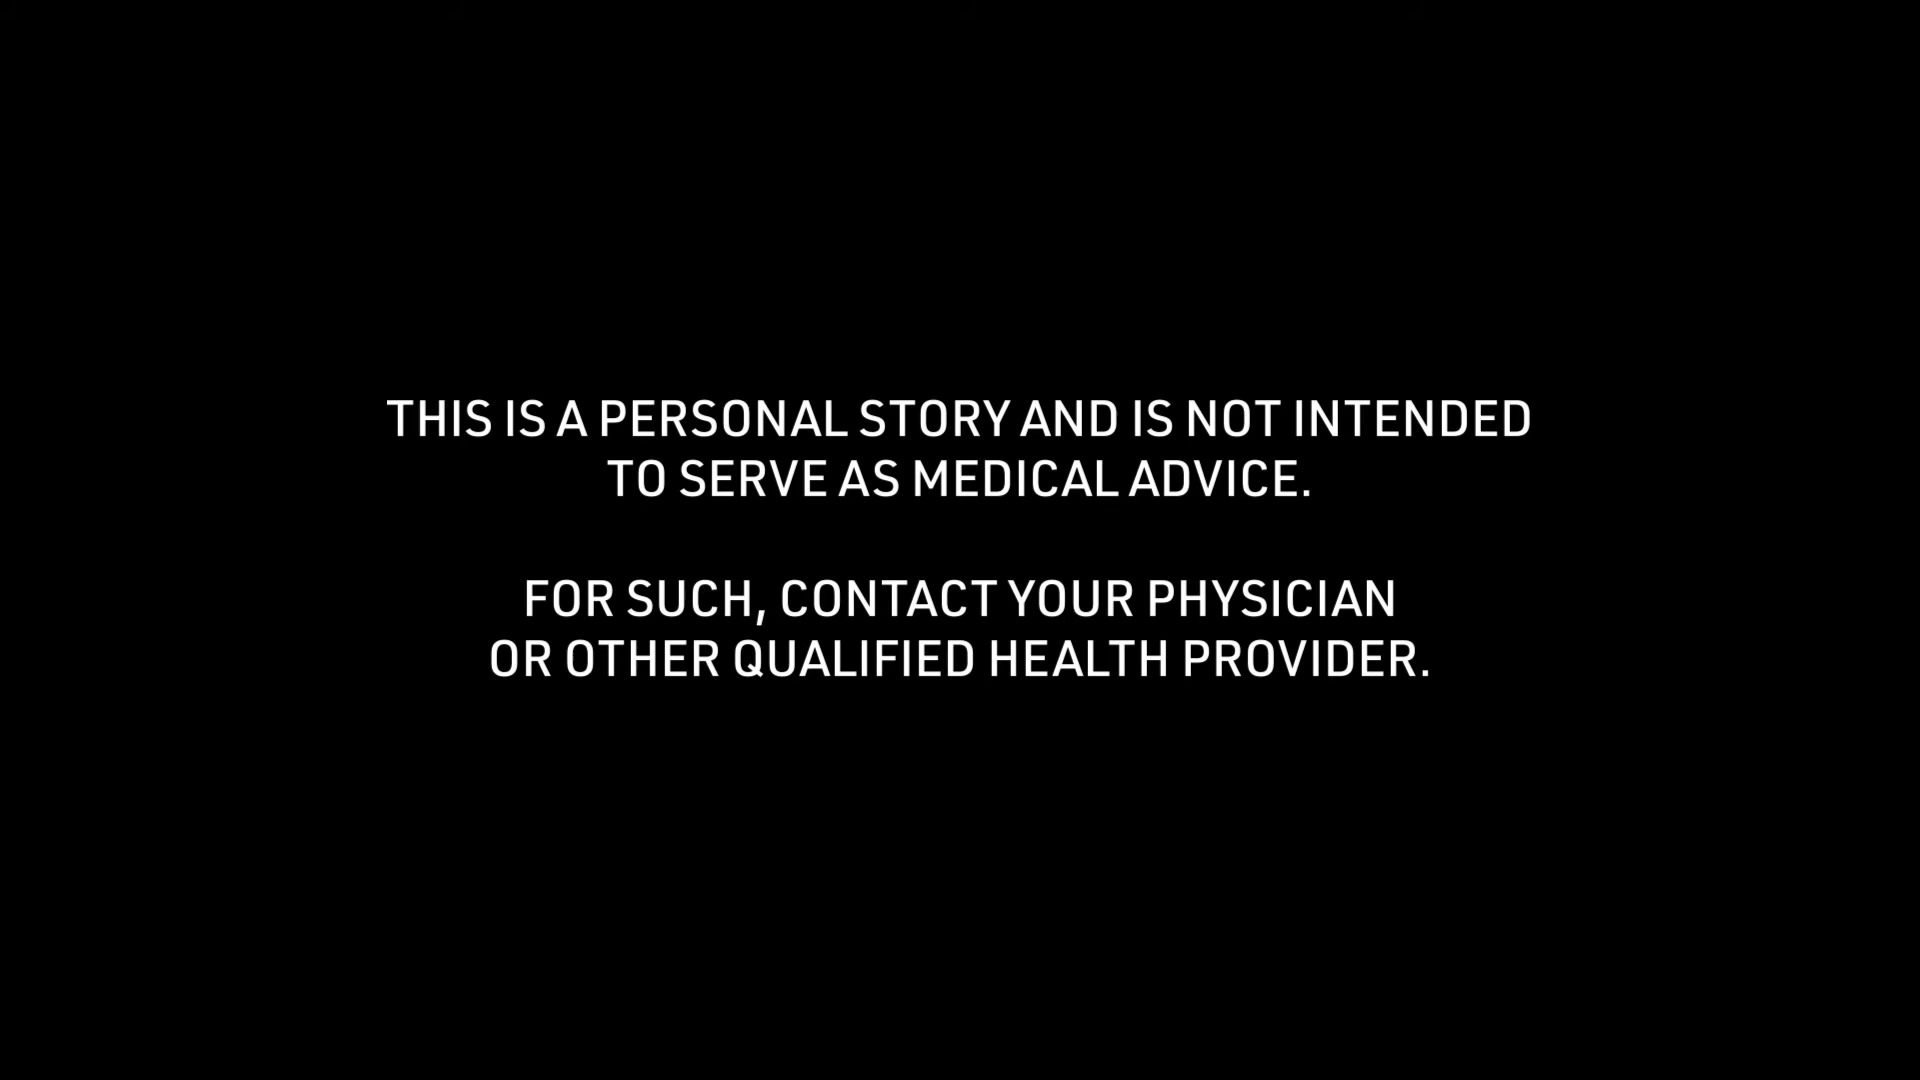 THIS IS A PERSONAL STORY AND IS NOT INTENDED
TO SERVE AS MEDICAL ADVICE.
FOR SUCH, CONTACT YOUR PHYSICIAN
OR OTHER QUALIFIED HEALTH PROVIDER.